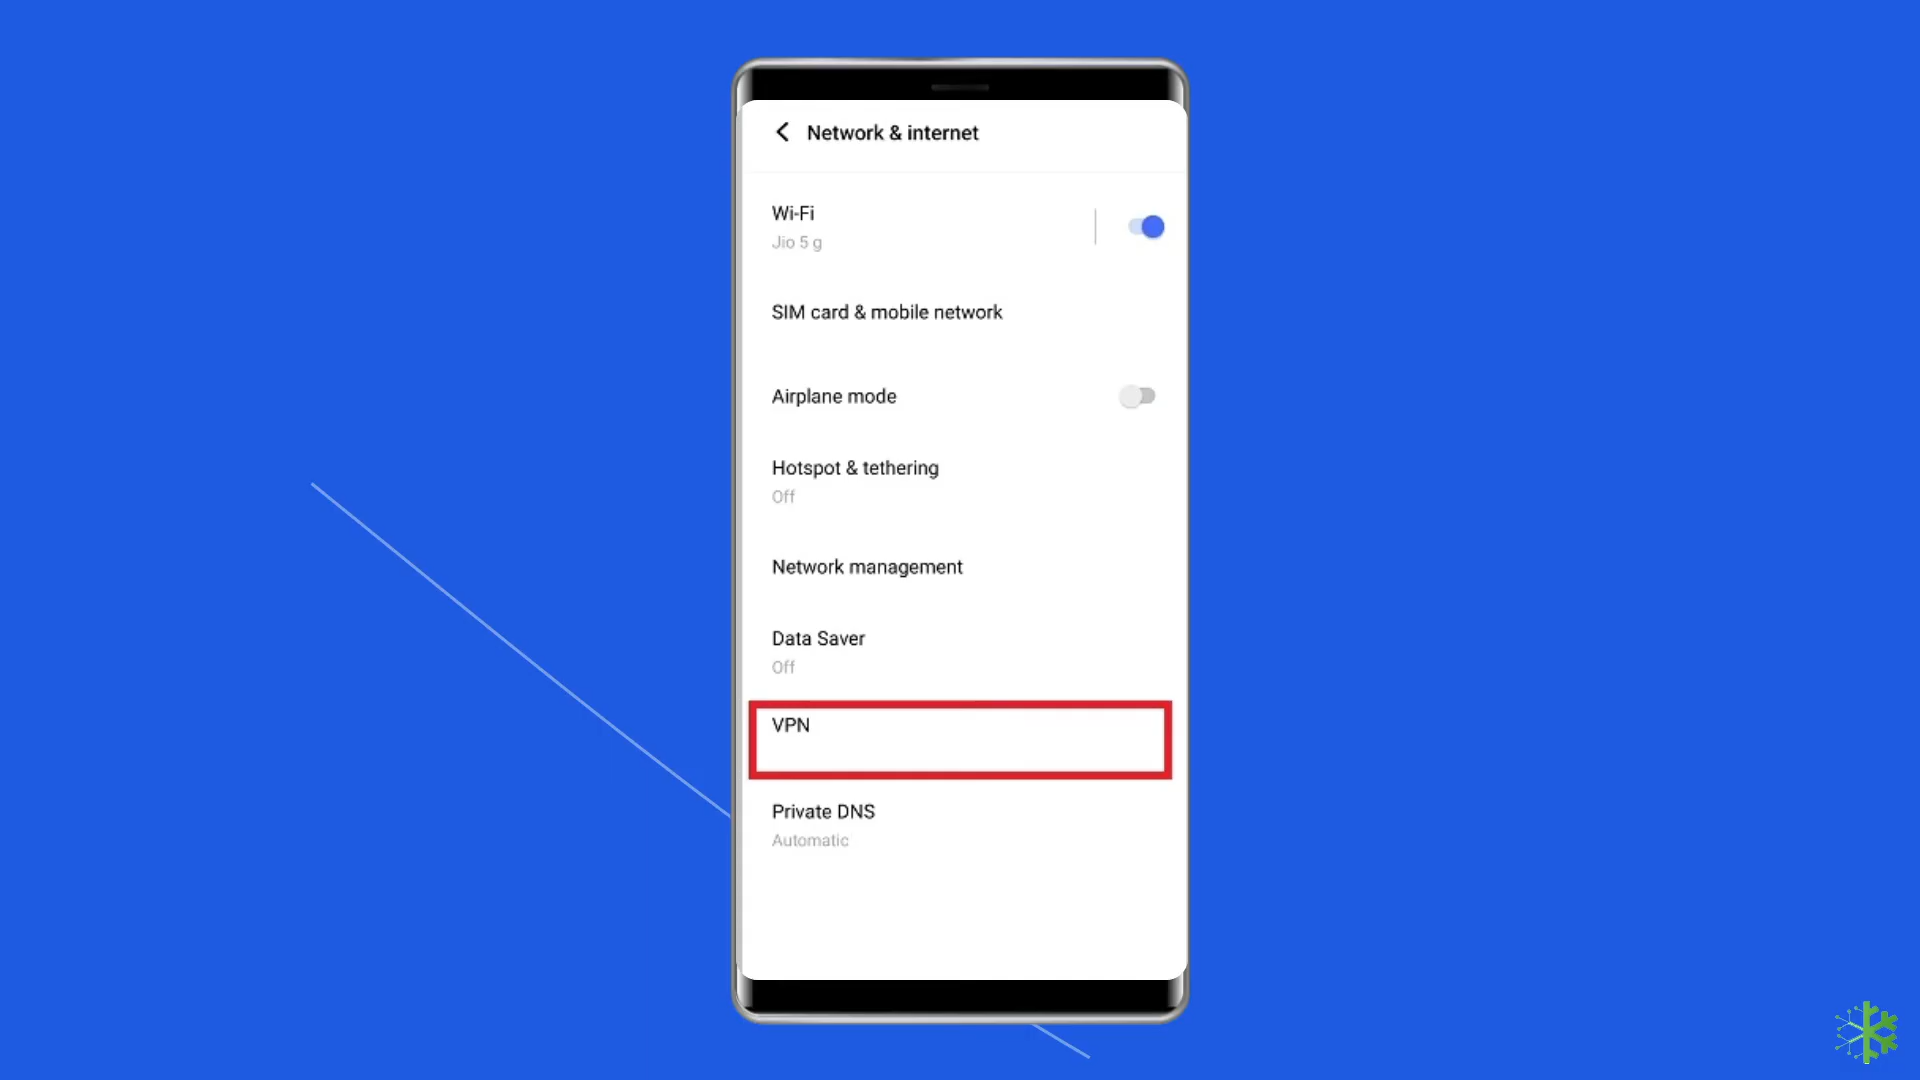 Network & internet
Wi-Fi
Jio 5 g
SIM card & mobile network
Airplane mode
Hotspot & tethering
Off
Network management
Data Saver
Off
VPN
Private DNS
Automatic